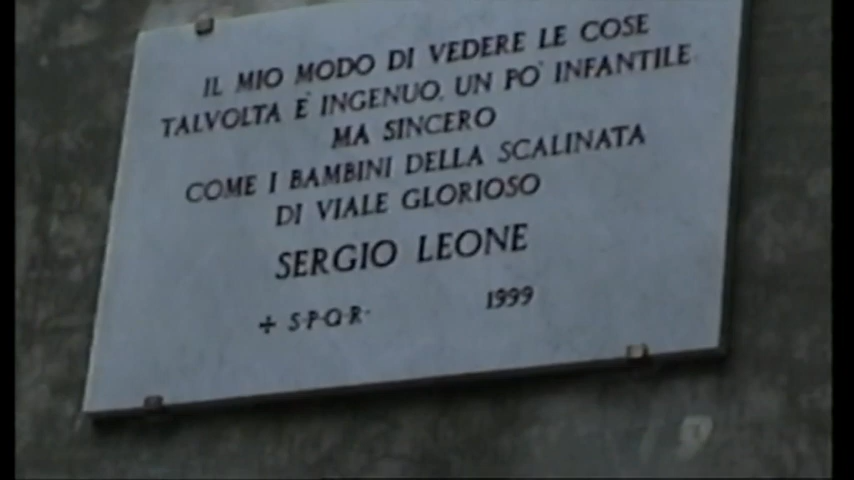 IL MIO MODO DI VEDERE LE COSE
TALVOLTA E' INGENUO, UN PO' INFANTILE
MA SINCERO
COME I BAMBINI DELLA SCALINATA
DI VIALE GLORIOSO
SERGIO LEONE
+ S·P·Q·R· 1999
9